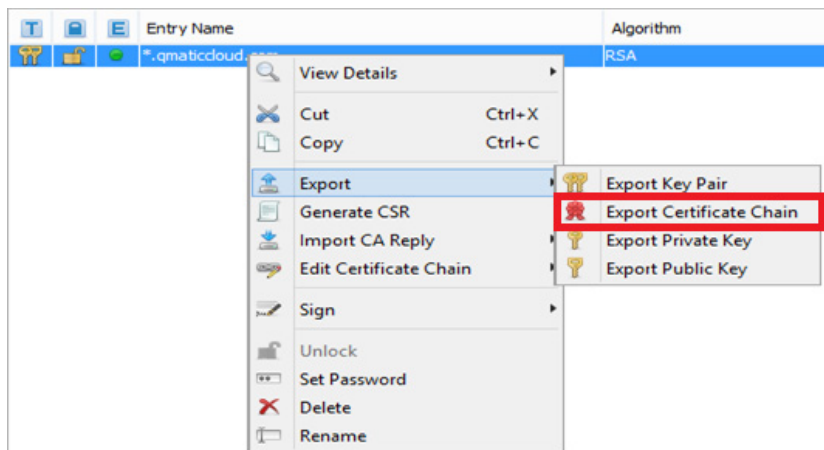 T E Entry Name Algorithm
*.qmaticcloud. RSA
View Details
Cut Ctrl+X
Copy Ctrl+C
Export Export Key Pair
Generate CSR Export Certificate Chain
Import CA Reply Export Private Key
Edit Certificate Chain Export Public Key
Sign
Unlock
Set Password
Delete
Rename